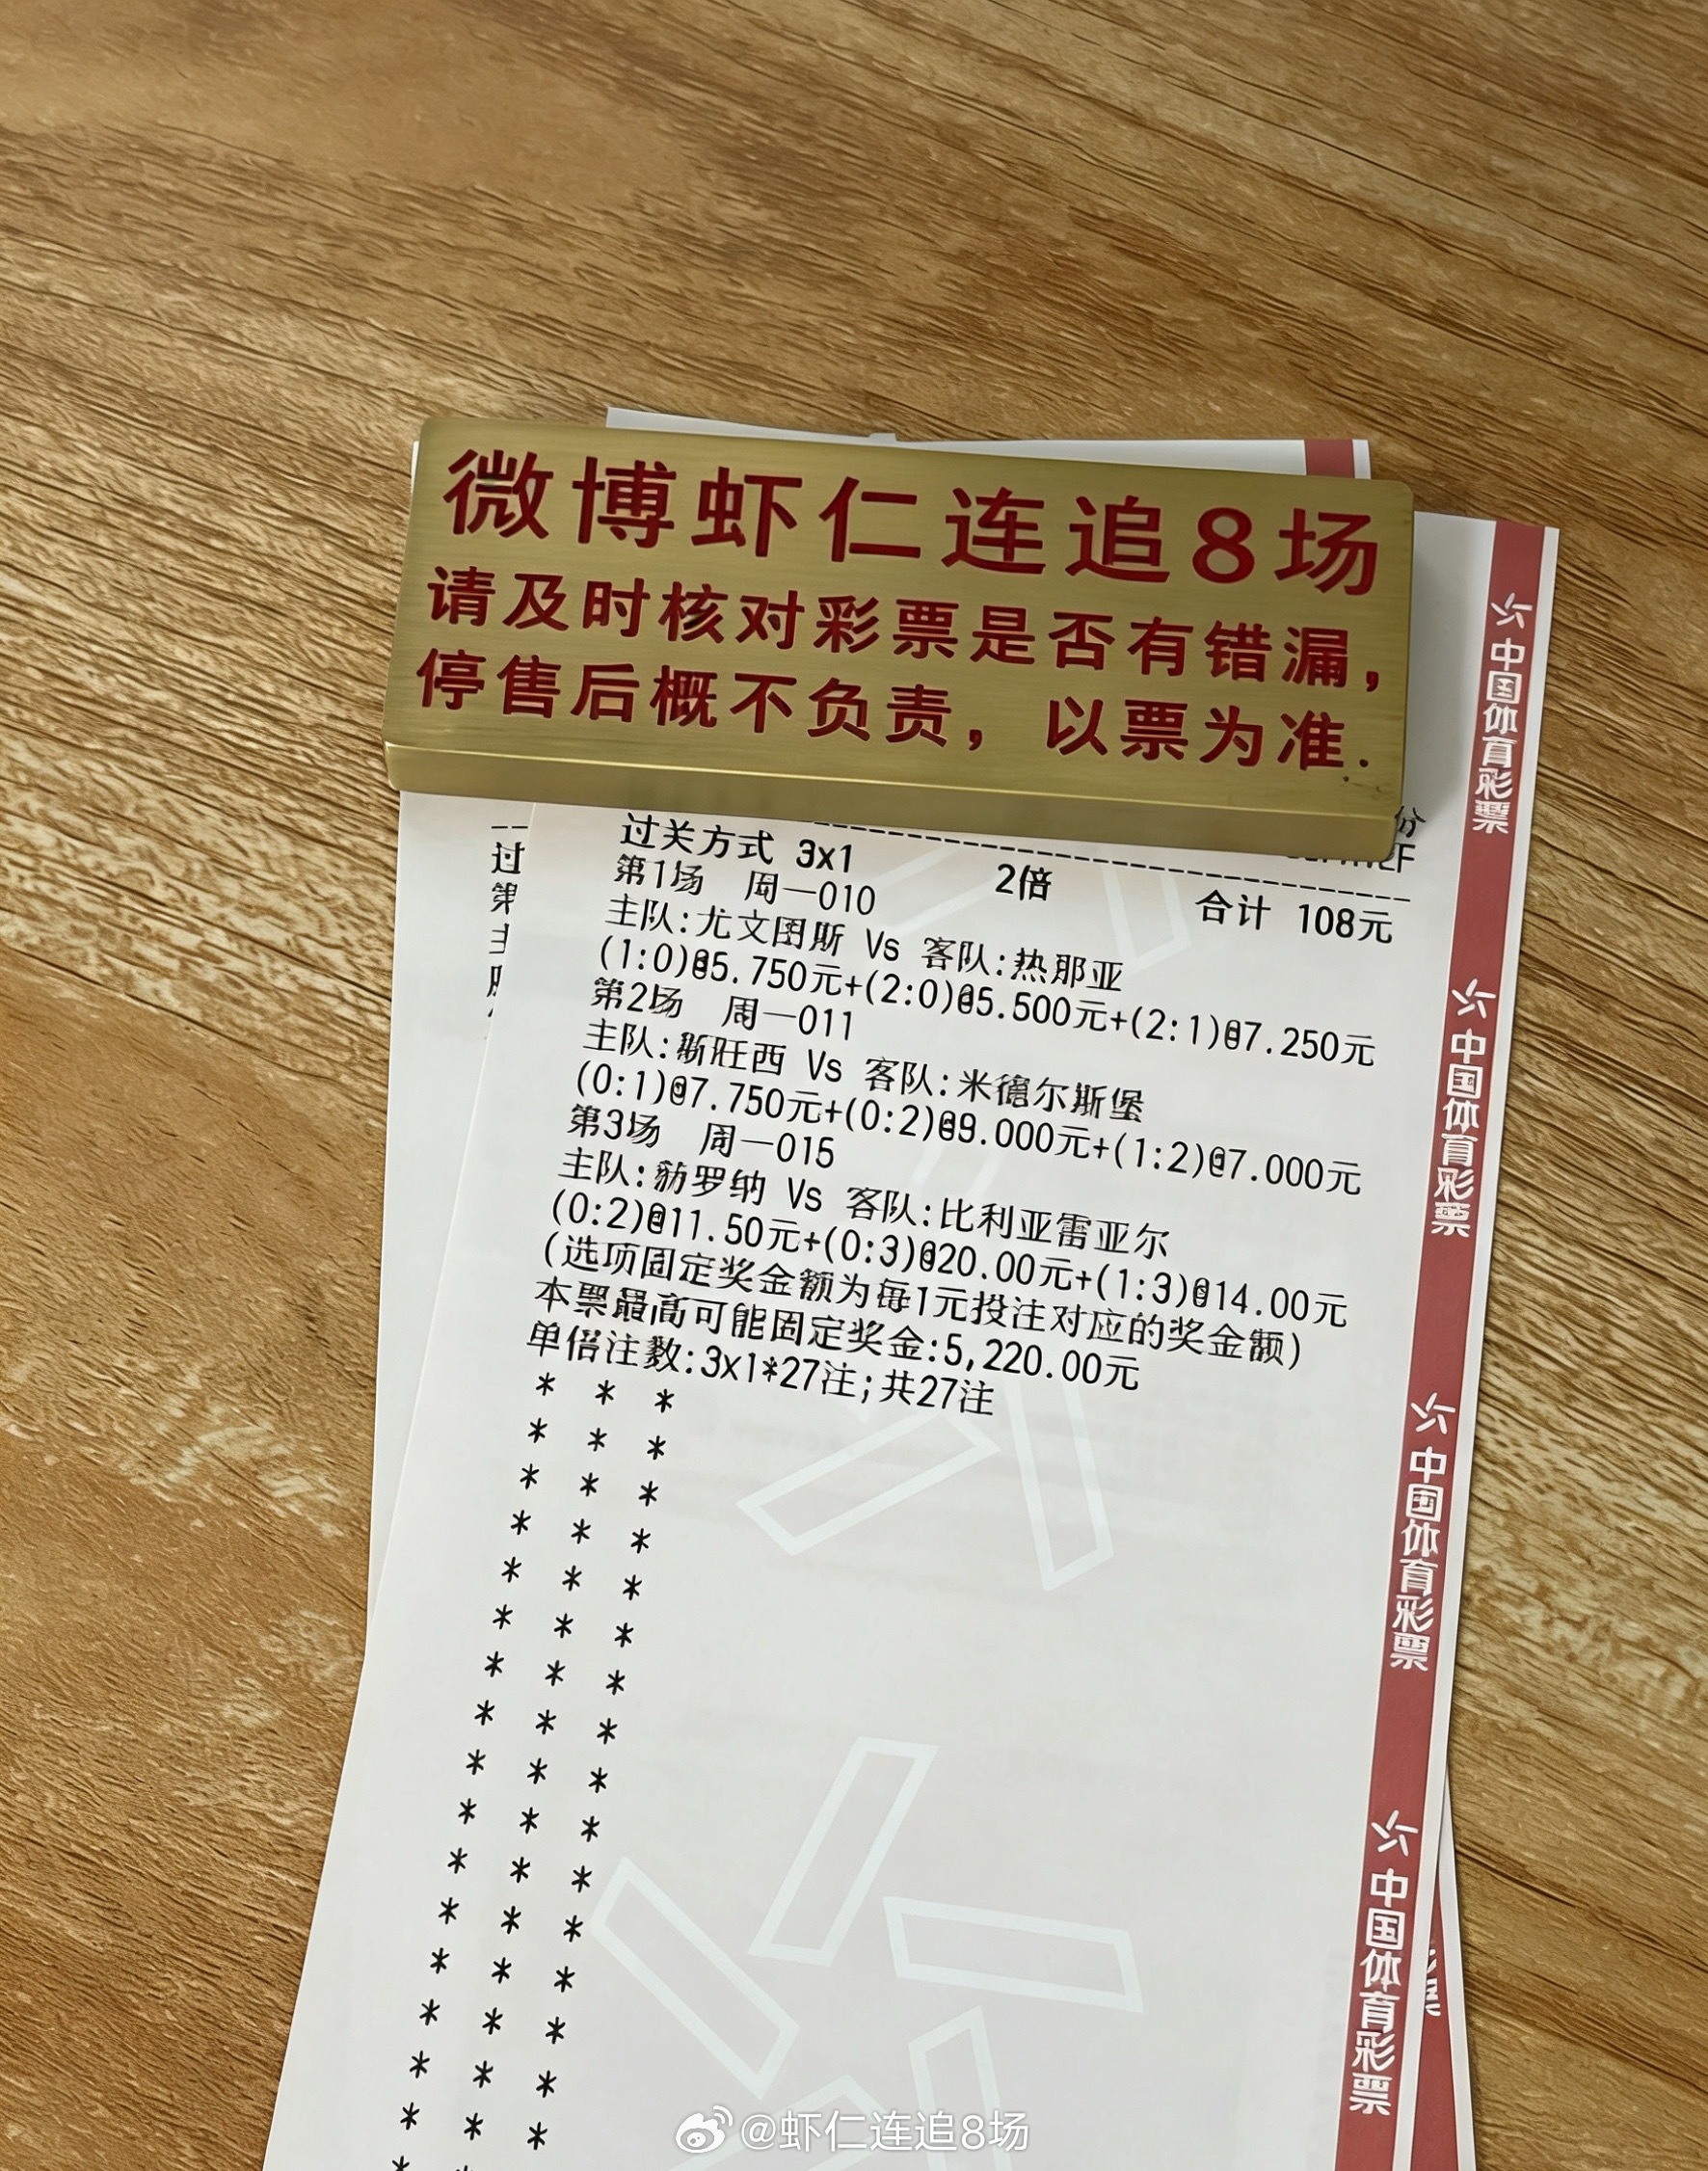 微博虾仁连追8场
请及时核对彩票是否有错漏，
停售后概不负责，以票为准.
过关方式 3x1 2倍 合计 108元
第1场 周一010
主队:尤文图斯 Vs 客队:热那亚
(1:0)@5.750元+(2:0)@5.500元+(2:1)@7.250元
第2场 周一011
主队:斯旺西 Vs 客队:米德尔斯堡
(0:1)@7.750元+(0:2)@9.000元+(1:2)@7.000元
第3场 周一015
主队:罗纳 Vs 客队:比利亚雷亚尔
(0:2)@11.50元+(0:3)@20.00元+(1:3)@14.00元
(选项固定奖金额为每1元投注对应的奖金额)
本票最高可能固定奖金:5,220.00元
单倍注数:3x1*27注;共27注
中国体育彩票
中国体育彩票
中国体育彩票
中国体育彩票
@虾仁连追8场